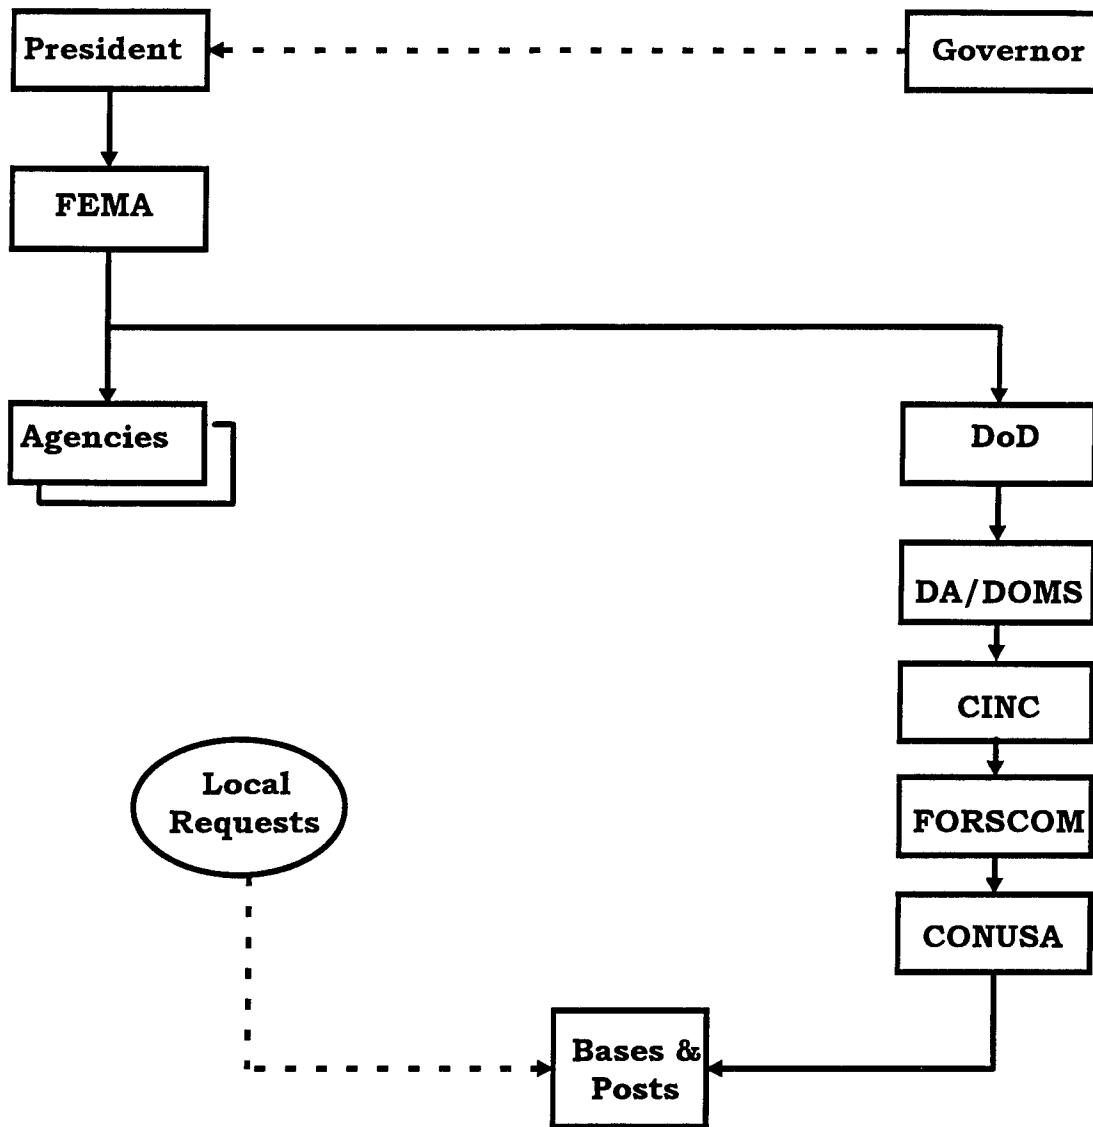 President
Governor
FEMA
Agencies
DoD
DA/DOMS
CINC
Local
Requests
FORSCOM
CONUSA
Bases &
Posts